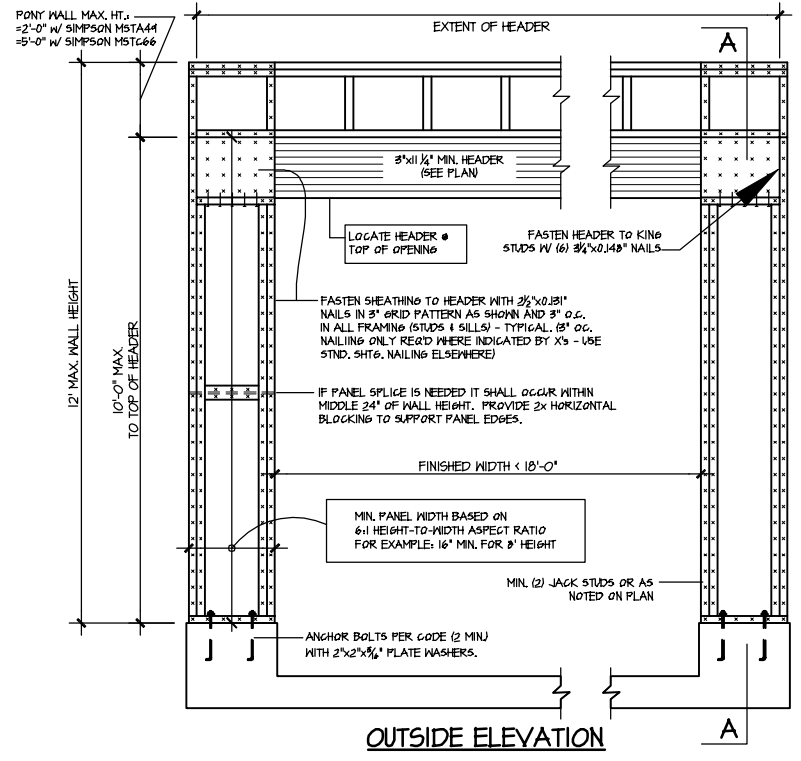 PONY WALL MAX. HT.:
=2'-0" W/ SIMPSON MSTA49
=5'-0" W/ SIMPSON MSTC66
EXTENT OF HEADER
A
3"x11 1/4" MIN. HEADER
(SEE PLAN)
LOCATE HEADER @
TOP OF OPENING
FASTEN HEADER TO KING
STUDS W/ (6) 3 1/4"x0.148" NAILS
FASTEN SHEATHING TO HEADER WITH 2 1/2"x0.131"
NAILS IN 3" GRID PATTERN AS SHOWN AND 3" O.C.
IN ALL FRAMING (STUDS & SILLS) - TYPICAL. (3" OC.
NAILING ONLY REQ'D WHERE INDICATED BY X'S - USE
STND. SHTG. NAILING ELSEWHERE)
12' MAX. WALL HEIGHT
10'-0" MAX.
TO TOP OF HEADER
IF PANEL SPLICE IS NEEDED IT SHALL OCCUR WITHIN
MIDDLE 24" OF WALL HEIGHT. PROVIDE 2x HORIZONTAL
BLOCKING TO SUPPORT PANEL EDGES.
FINISHED WIDTH < 18'-0"
MIN. PANEL WIDTH BASED ON
6:1 HEIGHT-TO-WIDTH ASPECT RATIO
FOR EXAMPLE: 16" MIN. FOR 8' HEIGHT
MIN. (2) JACK STUDS OR AS
NOTED ON PLAN
ANCHOR BOLTS PER CODE (2 MIN.)
WITH 2"x2"x3/16" PLATE WASHERS.
A
OUTSIDE ELEVATION